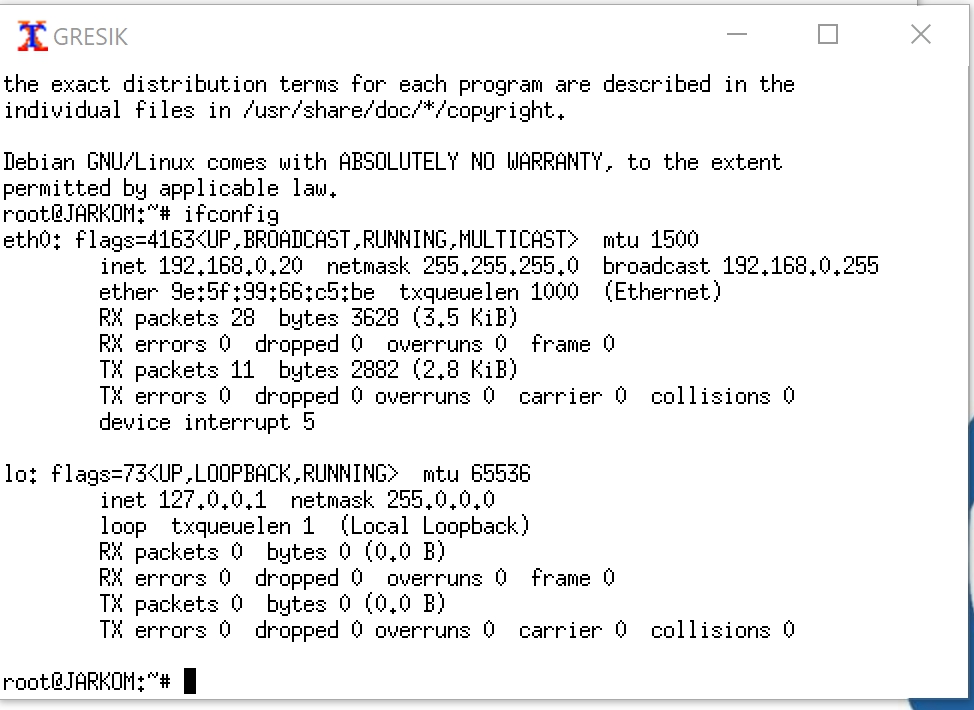 GRESIK
the exact distribution terms for each program are described in the
individual files in /usr/share/doc/*/copyright.
Debian GNU/Linux comes with ABSOLUTELY NO WARRANTY, to the extent
permitted by applicable law.
root@JARKOM:~# ifconfig
eth0: flags=4163<UP,BROADCAST,RUNNING,MULTICAST>  mtu 1500
        inet 192.168.0.20  netmask 255.255.255.0  broadcast 192.168.0.255
        ether 9e:5f:99:66:c5:be  txqueuelen 1000  (Ethernet)
        RX packets 28  bytes 3628 (3.5 KiB)
        RX errors 0  dropped 0  overruns 0  frame 0
        TX packets 11  bytes 2882 (2.8 KiB)
        TX errors 0  dropped 0 overruns 0  carrier 0  collisions 0
        device interrupt 5
lo: flags=73<UP,LOOPBACK,RUNNING>  mtu 65536
        inet 127.0.0.1  netmask 255.0.0.0
        loop  txqueuelen 1  (Local Loopback)
        RX packets 0  bytes 0 (0.0 B)
        RX errors 0  dropped 0  overruns 0  frame 0
        TX packets 0  bytes 0 (0.0 B)
        TX errors 0  dropped 0 overruns 0  carrier 0  collisions 0
root@JARKOM:~#